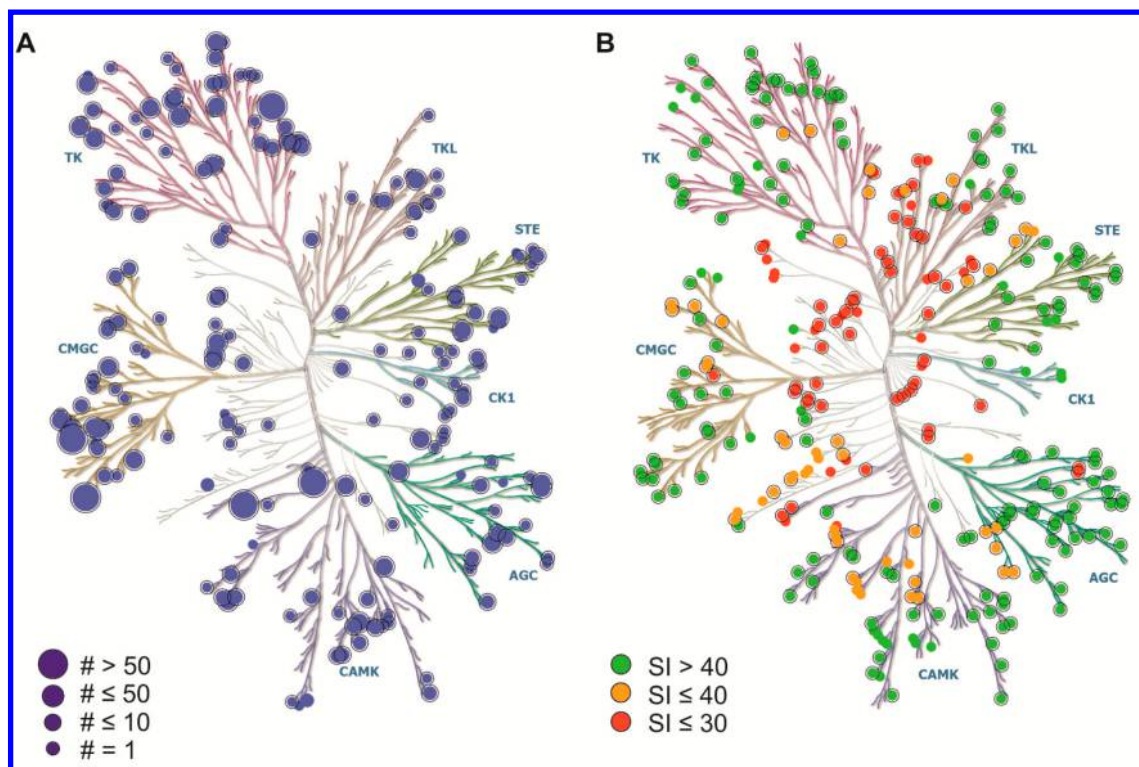 A
TK
TKL
STE
CMGC
CK1
AGC
CAMK
# > 50
# ≤ 50
# ≤ 10
# = 1
B
TK
TKL
STE
CMGC
CK1
AGC
CAMK
SI > 40
SI ≤ 40
SI ≤ 30